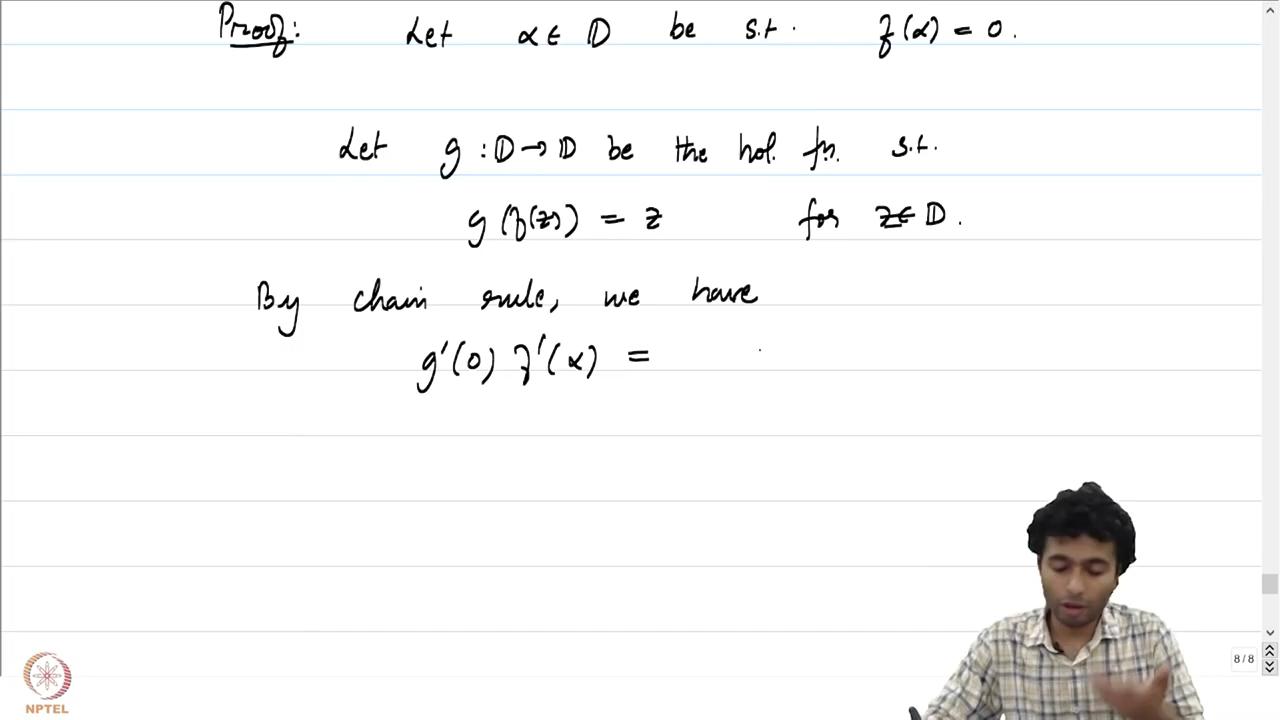 Proof: Let α ∈ 𝔻 be s.t. f(α) = 0.
Let g : 𝔻 → 𝔻 be the hol. fn. s.t.
g(f(z)) = z for z ∈ 𝔻.
By chain rule, we have
g'(0) f'(α) =
8 / 8
NPTEL